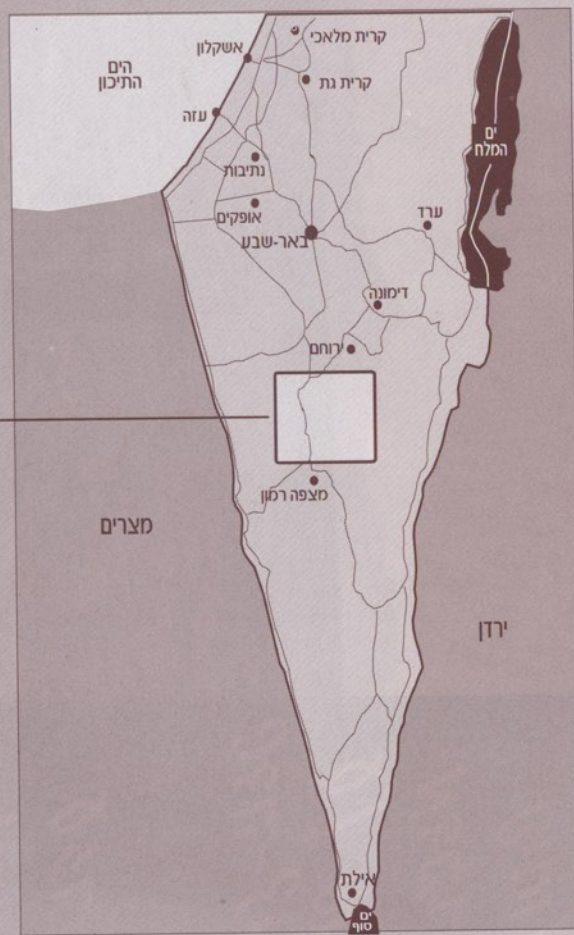 קרית מלאכי
אשקלון
הים
התיכון
קרית גת
עזה
ים
המלח
נתיבות
אופקים
ערד
באר-שבע
דימונה
ירוחם
מצפה רמון
מצרים
ירדן
אילת
ים
סוף